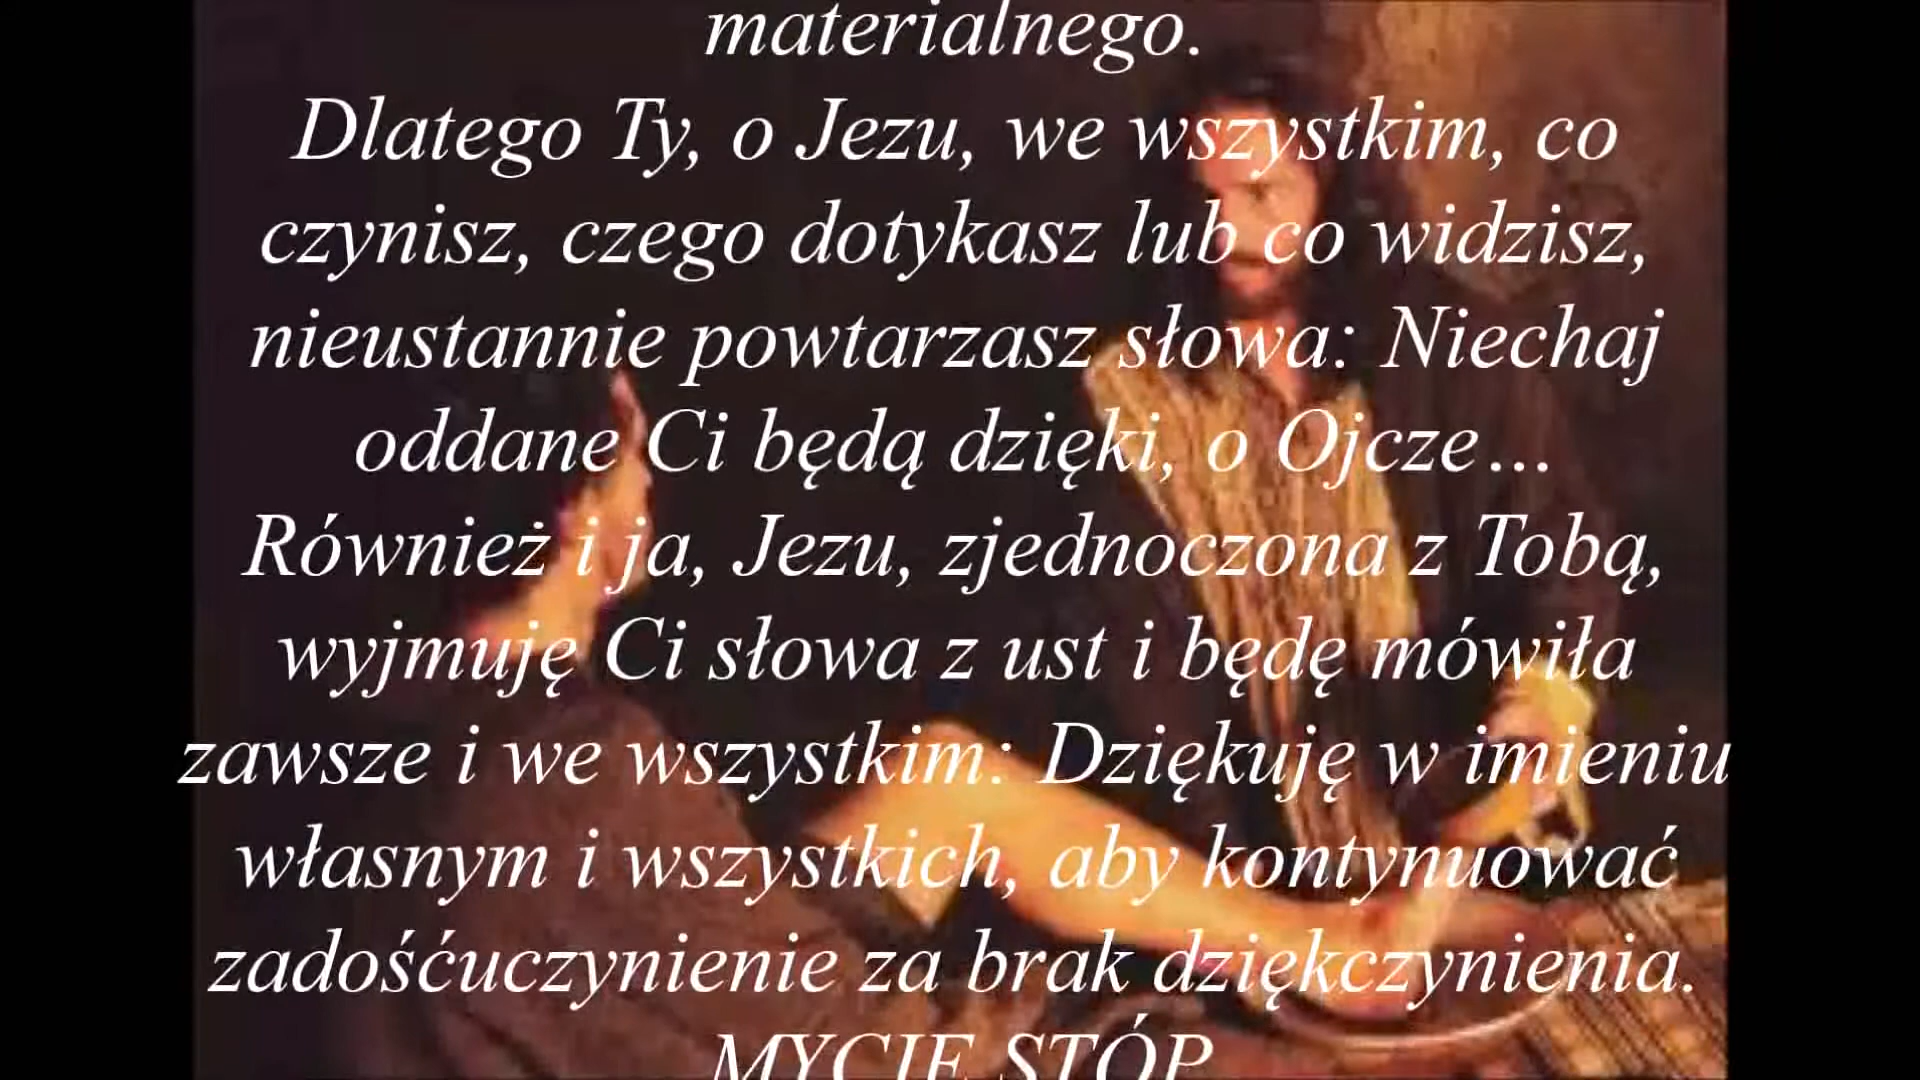 materialnego.
Dlatego Ty, o Jezu, we wszystkim, co
czynisz, czego dotykasz lub co widzisz,
nieustannie powtarzasz słowa: Niechaj
oddane Ci będą dzięki, o Ojcze...
Również i ja, Jezu, zjednoczona z Tobą,
wyjmuję Ci słowa z ust i będę mówiła
zawsze i we wszystkim: Dziękuję w imieniu
własnym i wszystkich, aby kontynuować
zadośćuczynienie za brak dziękczynienia.
MYCIE STÓP